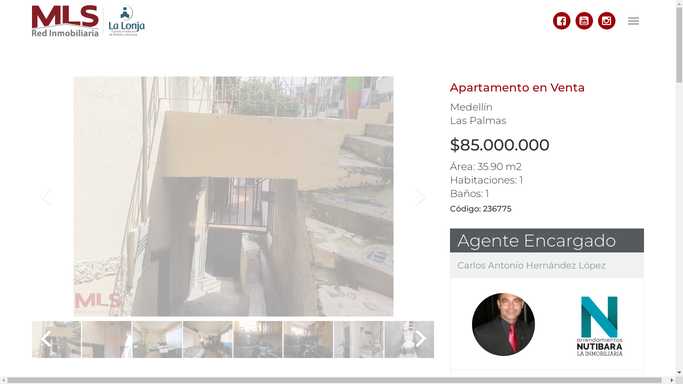 MLS
Red Inmobiliaria
La Lonja
Apartamento en Venta
Medellín
Las Palmas
$85.000.000
Área: 35.90 m2
Habitaciones: 1
Baños: 1
Código: 236775
Agente Encargado
Carlos Antonio Hernández López
MLS
N
arrendamientos
NUTIBARA
LA INMOBILIARIA